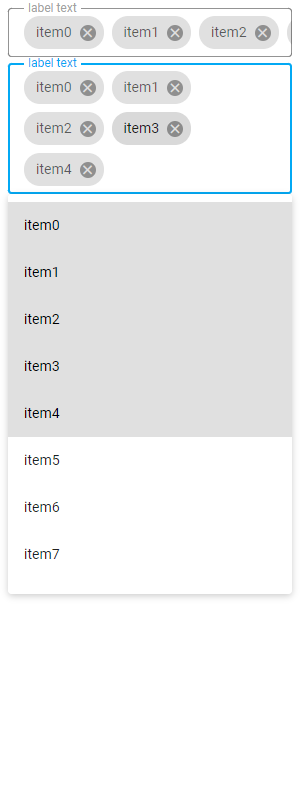 label text
item0 item1 item2
label text
item0 item1
item2 item3
item4
item0
item1
item2
item3
item4
item5
item6
item7